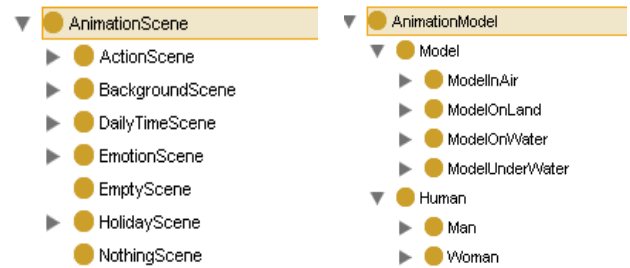 AnimationScene
ActionScene
BackgroundScene
DailyTimeScene
EmotionScene
EmptyScene
HolidayScene
NothingScene
AnimationModel
Model
ModelInAir
ModelOnLand
ModelOnWater
ModelUnderWater
Human
Man
Woman